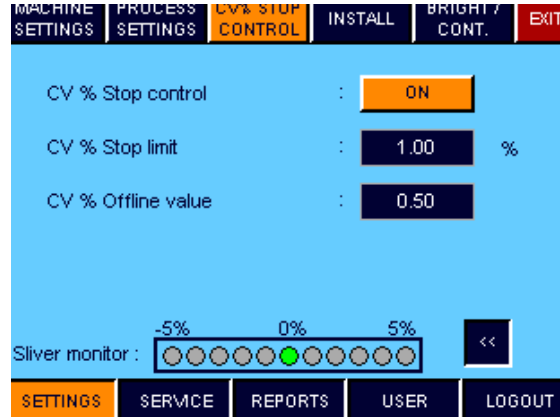 MACHINE SETTINGS
PROCESS SETTINGS
CV% STOP CONTROL
INSTALL
BRIGHT / CONT.
EXIT
CV % Stop control : ON
CV % Stop limit : 1.00 %
CV % Offline value : 0.50
-5% 0% 5%
Sliver monitor : <<
SETTINGS SERVICE REPORTS USER LOGOUT